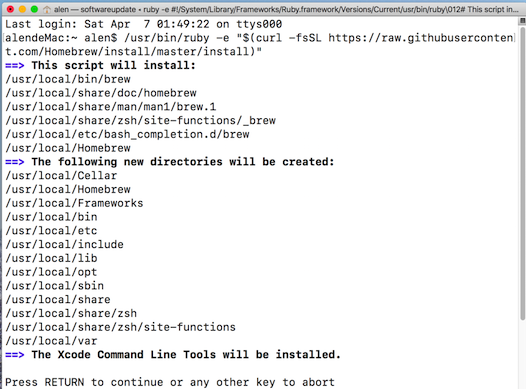 alen — softwareupdate • ruby -e #!/System/Library/Frameworks/Ruby.framework/Versions/Current/usr/bin/ruby\012# This script in...
Last login: Sat Apr  7 01:49:22 on ttys000
alendeMac:~ alen$ /usr/bin/ruby -e "$(curl -fsSL https://raw.githubuserconten
t.com/Homebrew/install/master/install)"
==> This script will install:
/usr/local/bin/brew
/usr/local/share/doc/homebrew
/usr/local/share/man/man1/brew.1
/usr/local/share/zsh/site-functions/_brew
/usr/local/etc/bash_completion.d/brew
/usr/local/Homebrew
==> The following new directories will be created:
/usr/local/Cellar
/usr/local/Homebrew
/usr/local/Frameworks
/usr/local/bin
/usr/local/etc
/usr/local/include
/usr/local/lib
/usr/local/opt
/usr/local/sbin
/usr/local/share
/usr/local/share/zsh
/usr/local/share/zsh/site-functions
/usr/local/var
==> The Xcode Command Line Tools will be installed.
Press RETURN to continue or any other key to abort